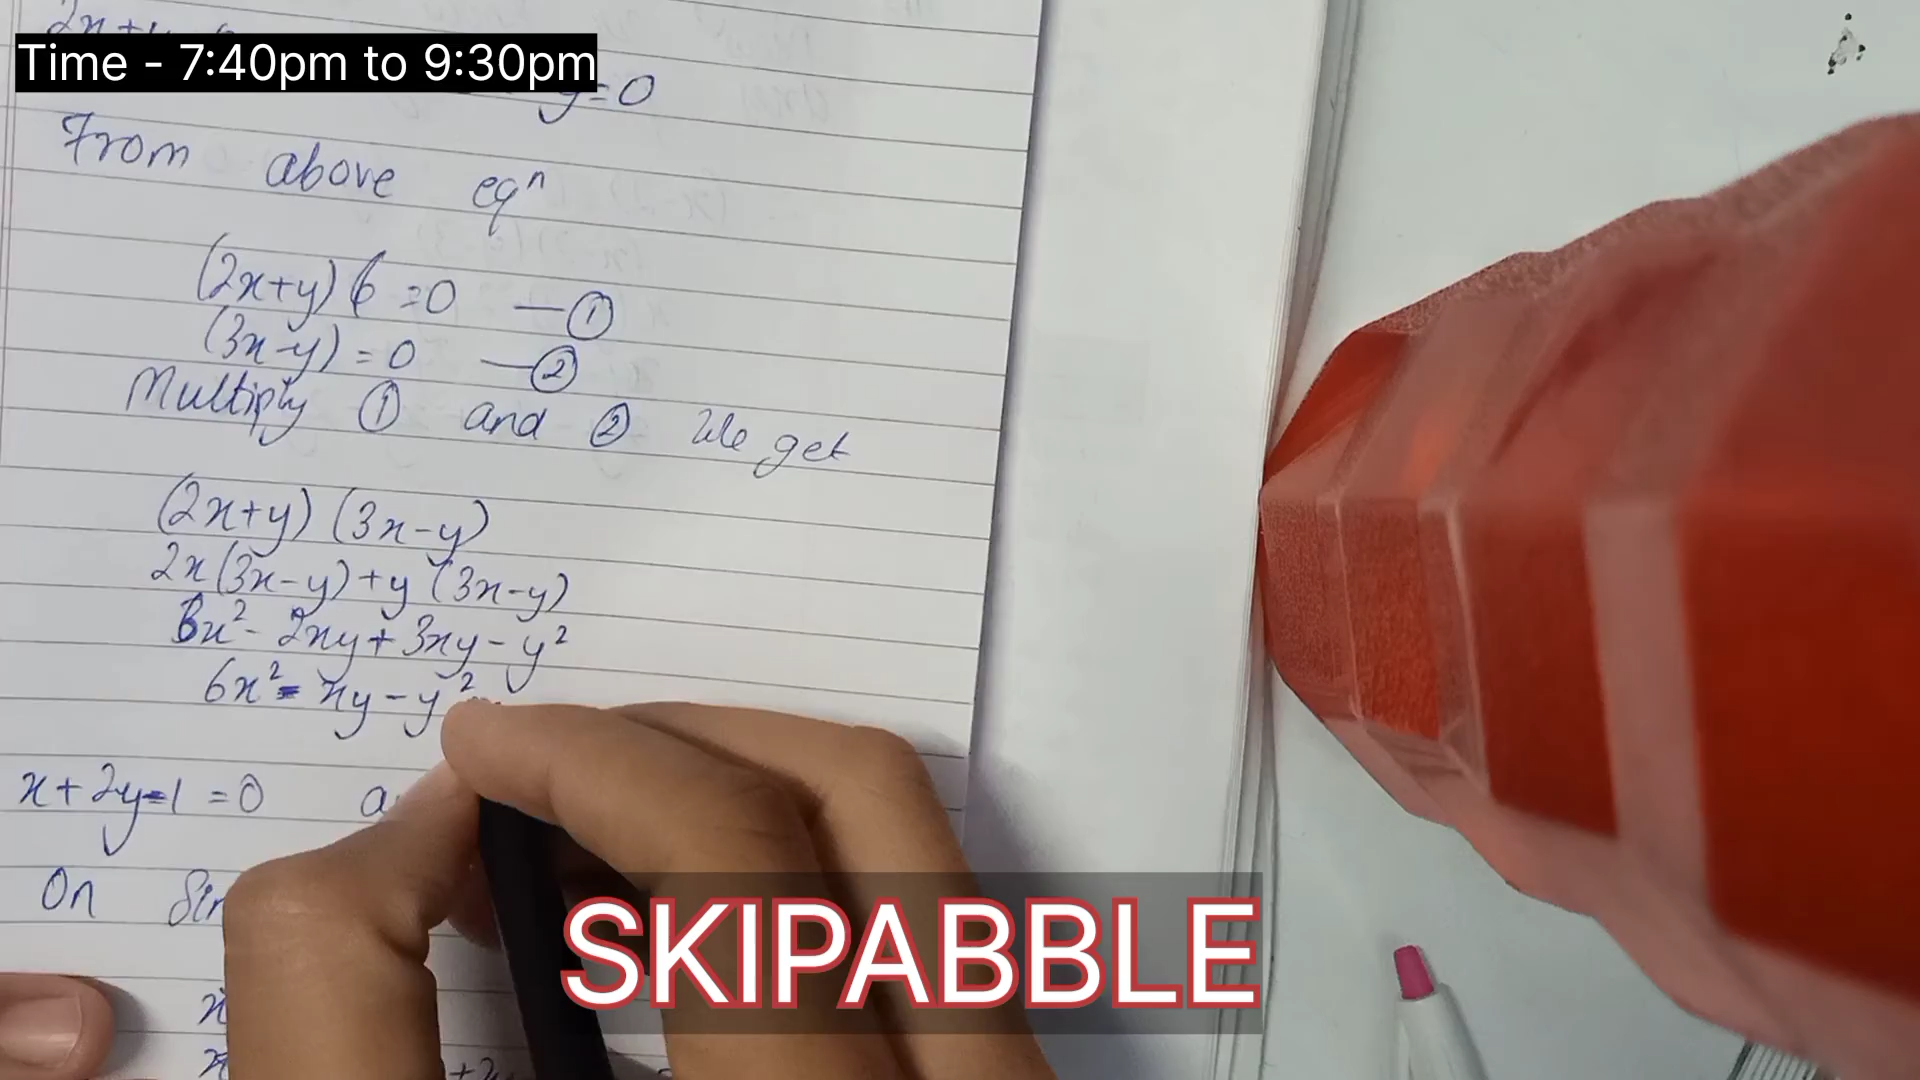 Time - 7:40pm to 9:30pm
y=0
From above eqⁿ
(2x+y) 6 =0 —①
(3x-y) = 0 —②
Multiply ① and ② We get
(2x+y) (3x-y)
2x(3x-y)+y (3x-y)
6x²- 2xy+ 3xy - y²
6x²- xy - y²
x+2y-1 =0
On
x
x
SKIPABBLE